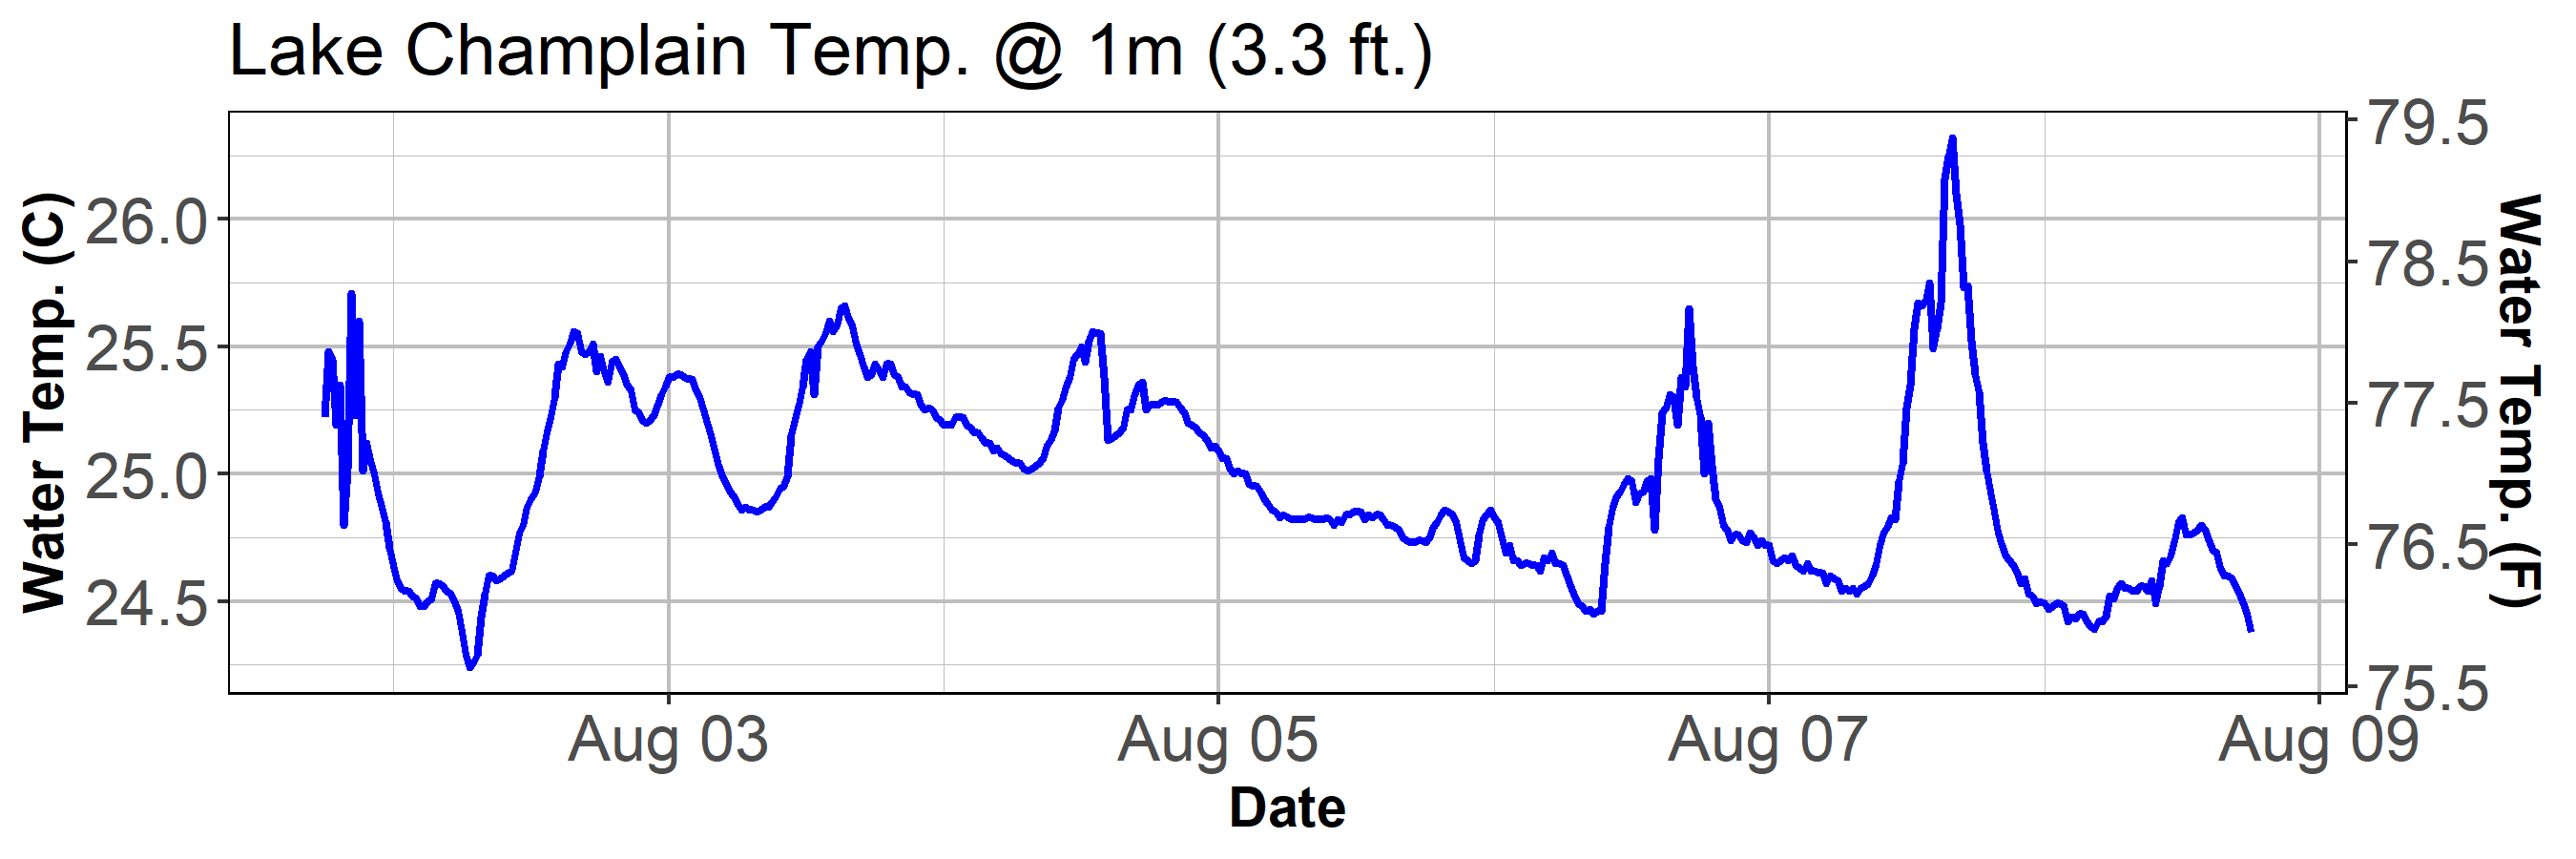 Lake Champlain Temp. @ 1m (3.3 ft.)
Water Temp. (C)
26.0
25.5
25.0
24.5
79.5
78.5
77.5
76.5
75.5
Water Temp. (F)
Aug 03 Aug 05 Aug 07 Aug 09
Date